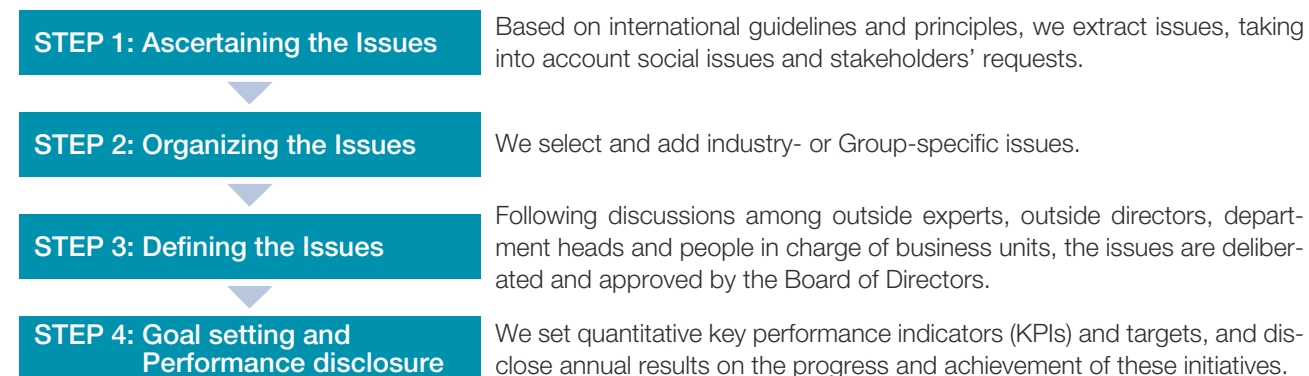 STEP 1: Ascertaining the Issues
Based on international guidelines and principles, we extract issues, taking
into account social issues and stakeholders’ requests.
STEP 2: Organizing the Issues
We select and add industry- or Group-specific issues.
STEP 3: Defining the Issues
Following discussions among outside experts, outside directors, depart-
ment heads and people in charge of business units, the issues are deliber-
ated and approved by the Board of Directors.
STEP 4: Goal setting and
Performance disclosure
We set quantitative key performance indicators (KPIs) and targets, and dis-
close annual results on the progress and achievement of these initiatives.